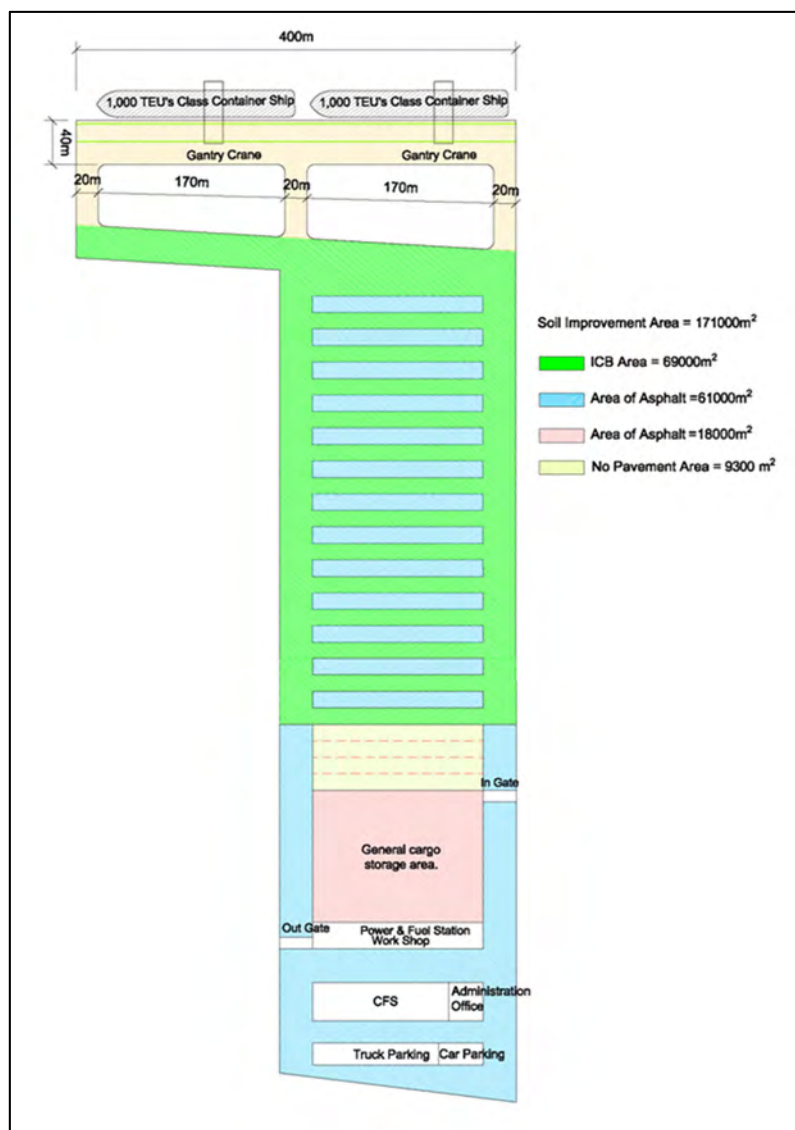 400m
1,000 TEU's Class Container Ship
1,000 TEU's Class Container Ship
40m
Gantry Crane
Gantry Crane
20m
170m
20m
170m
20m
Soil Improvement Area = 171000m²
ICB Area = 69000m²
Area of Asphalt =61000m²
Area of Asphalt =18000m²
No Pavement Area = 9300 m²
In Gate
General cargo
storage area.
Out Gate
Power & Fuel Station
Work Shop
CFS
Administration
Office
Truck Parking
Car Parking